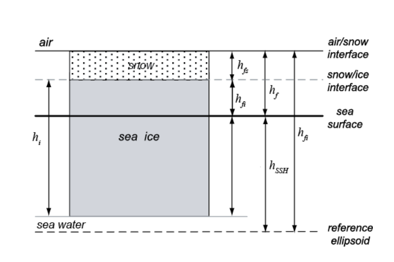 air
air/snow
interface
snow
h_fs
snow/ice
interface
h_fi
h_f
sea
surface
h_i
sea ice
h_SSH
sea water
reference
ellipsoid